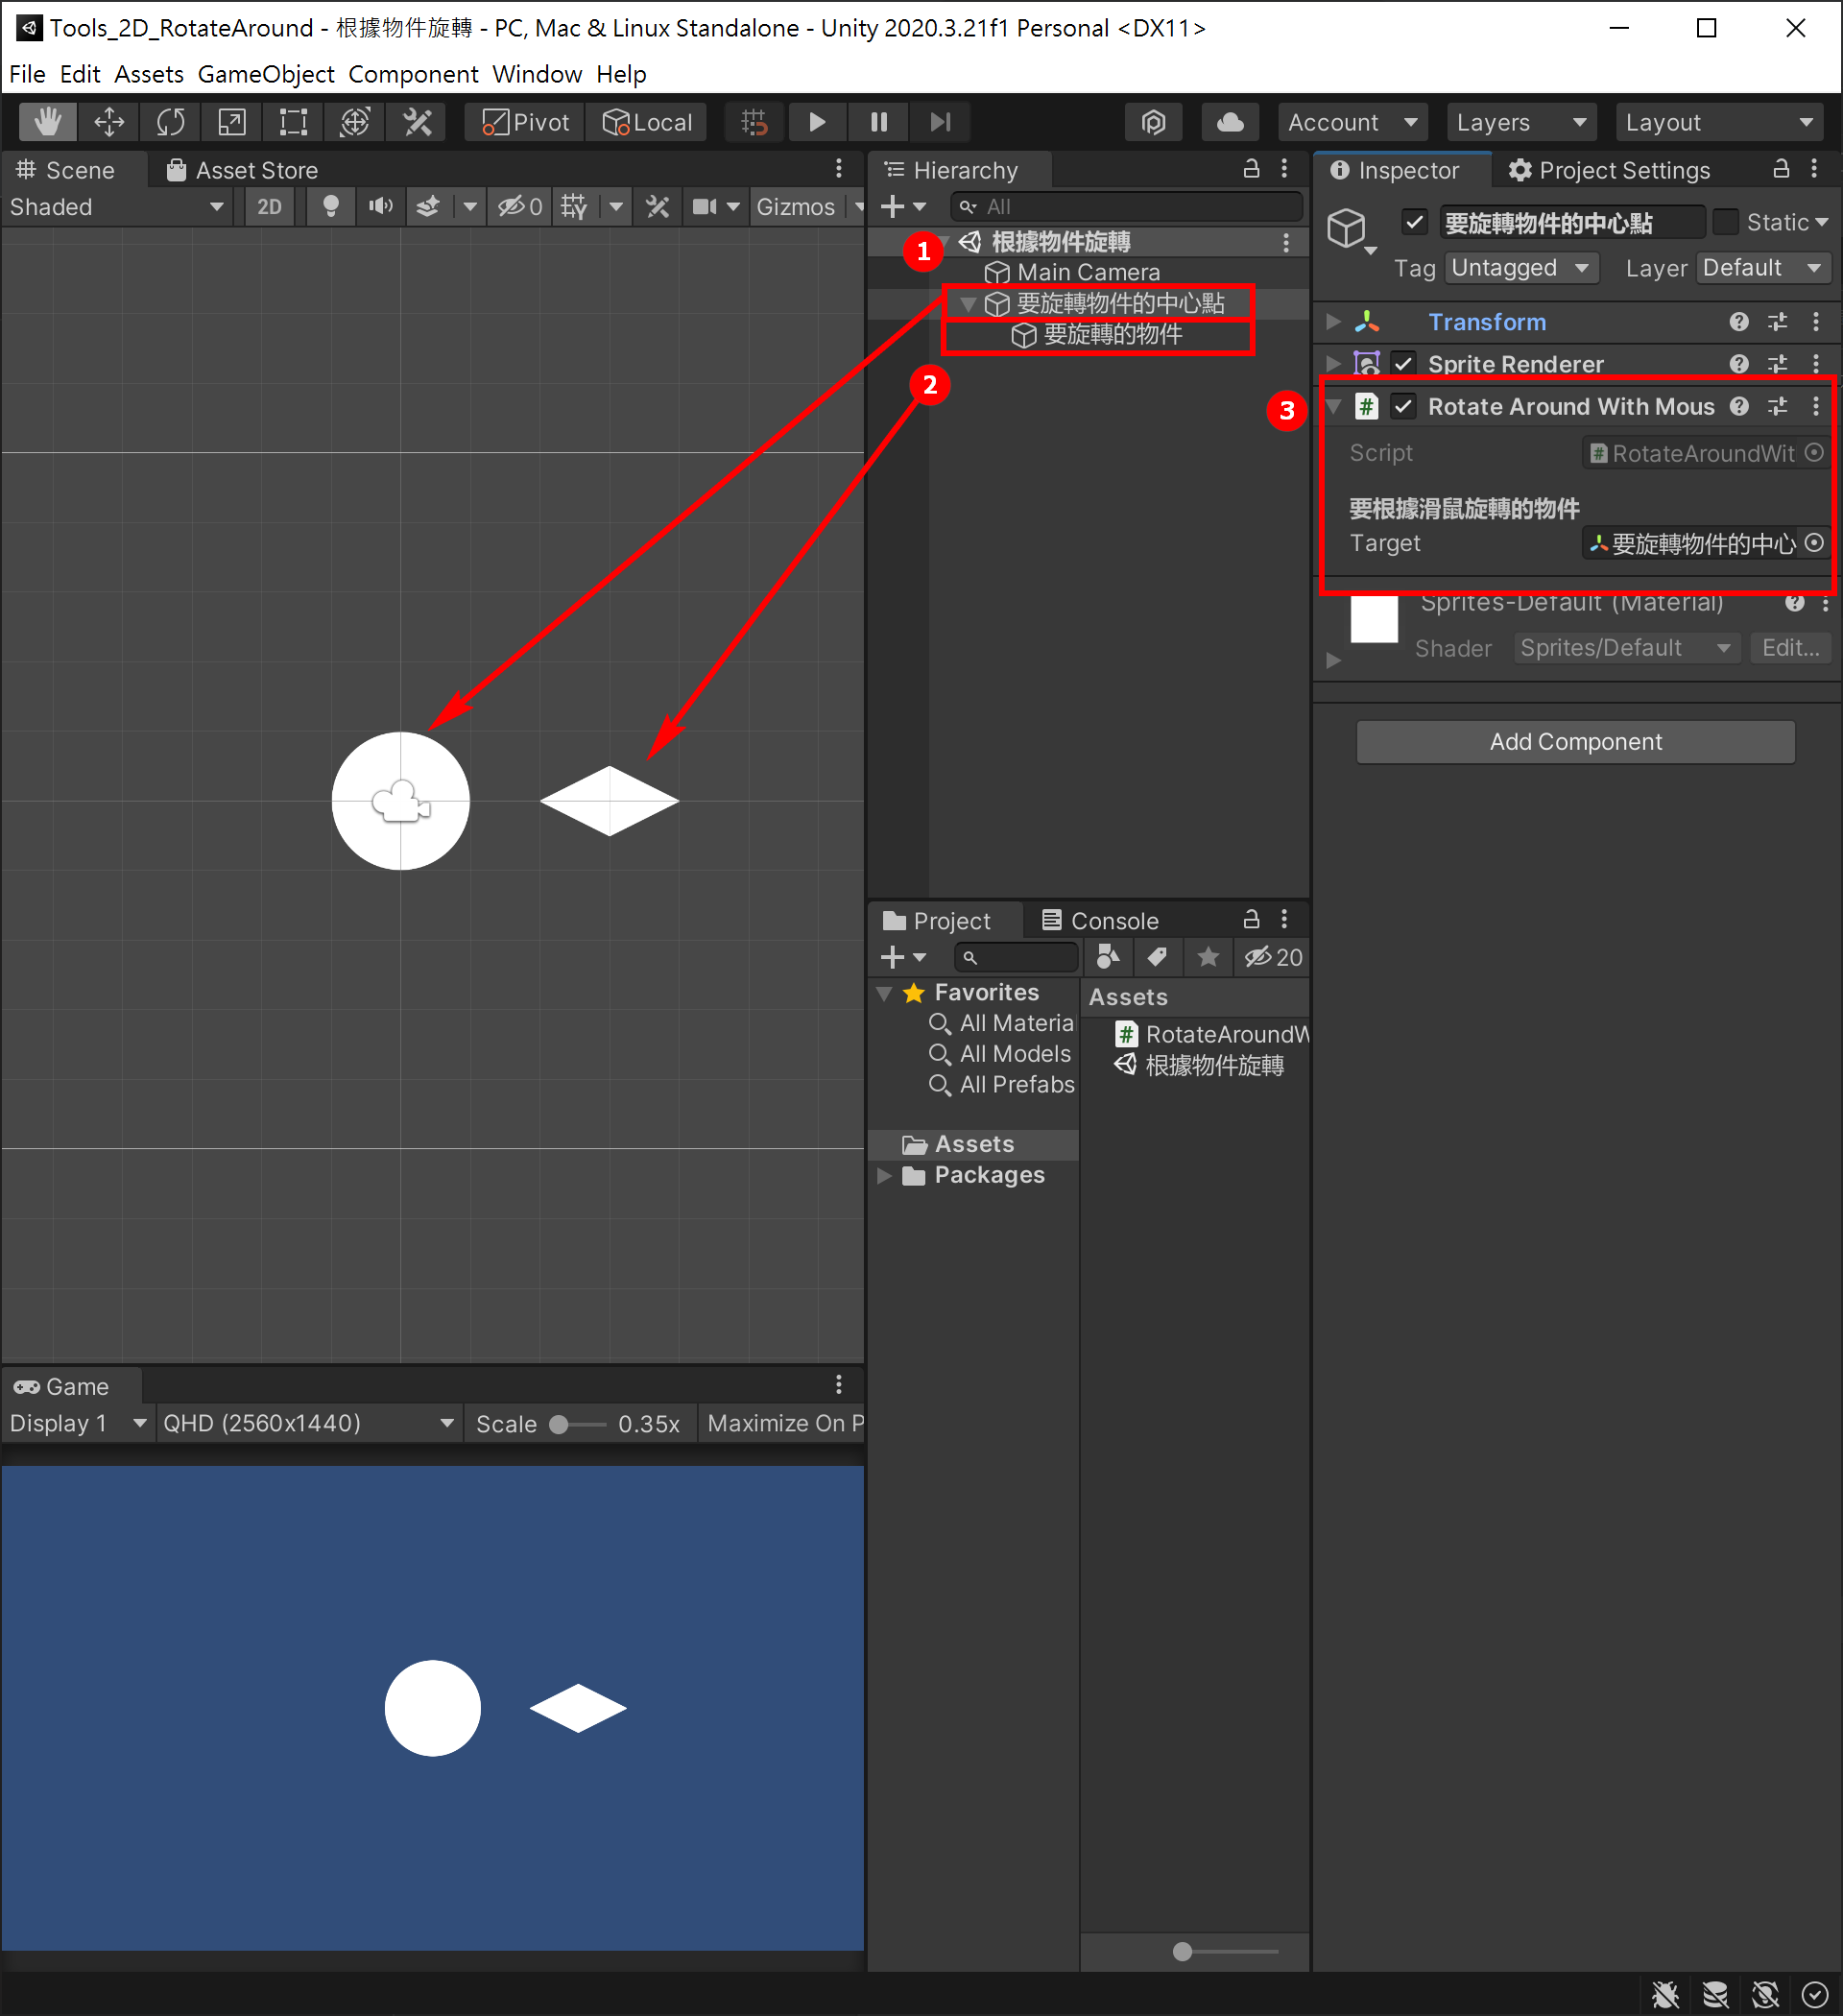 Tools_2D_RotateAround - 根據物件旋轉 - PC, Mac & Linux Standalone - Unity 2020.3.21f1 Personal <DX11>
File Edit Assets GameObject Component Window Help
Pivot Local Account Layers Layout
Scene Asset Store
Shaded 2D 0 Gizmos
Hierarchy
All
1
根據物件旋轉
Main Camera
要旋轉物件的中心點
要旋轉的物件
2
Inspector Project Settings
要旋轉物件的中心點 Static
Tag Untagged Layer Default
Transform
Sprite Renderer
3
# Rotate Around With Mous
Script # RotateAroundWit
要根據滑鼠旋轉的物件
Target 要旋轉物件的中心
Sprites-Default (Material)
Shader Sprites/Default Edit...
Add Component
Project Console
20
Favorites
All Materia
All Models
All Prefabs
Assets
Packages
Assets
# RotateAroundW
根據物件旋轉
Game
Display 1 QHD (2560x1440) Scale 0.35x Maximize On P